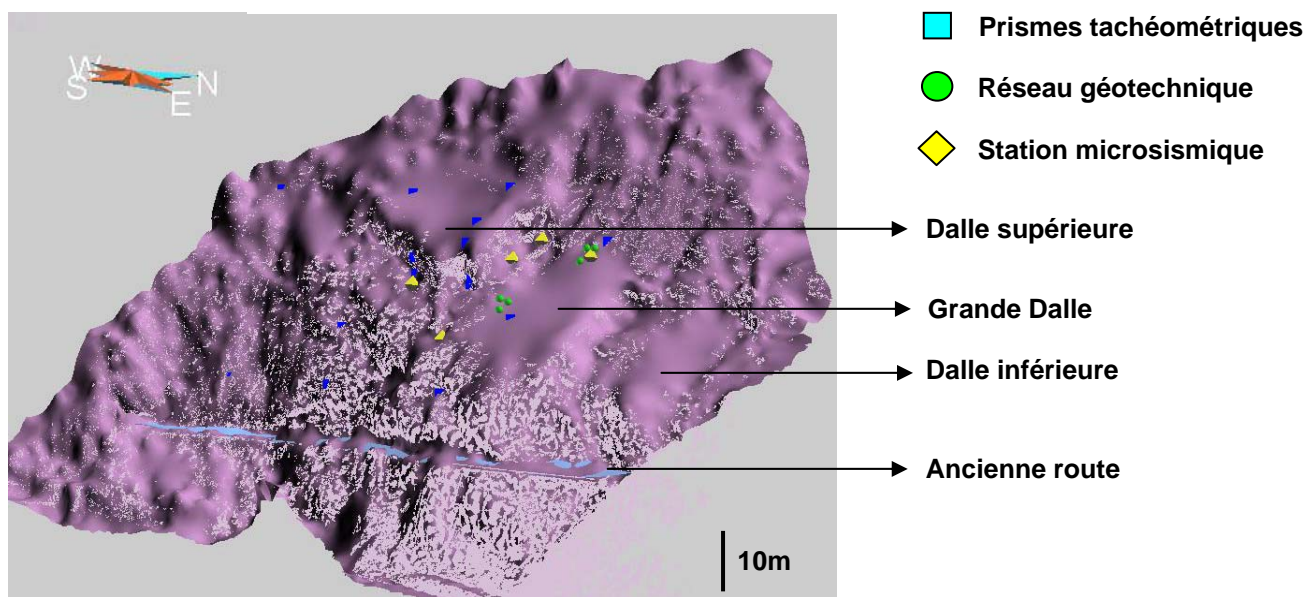 W
S
N
E
Prismes tachéométriques
Réseau géotechnique
Station microsismique
Dalle supérieure
Grande Dalle
Dalle inférieure
Ancienne route
10m